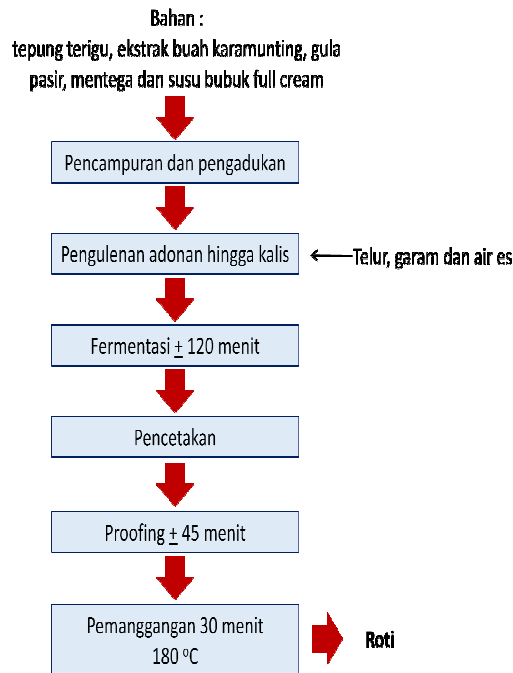 Bahan :
tepung terigu, ekstrak buah karamunting, gula
pasir, mentega dan susu bubuk full cream
Pencampuran dan pengadukan
Pengulenan adonan hingga kalis
Telur, garam dan air es
Fermentasi ± 120 menit
Pencetakan
Proofing ± 45 menit
Pemanggangan 30 menit
180 ⁰C
Roti